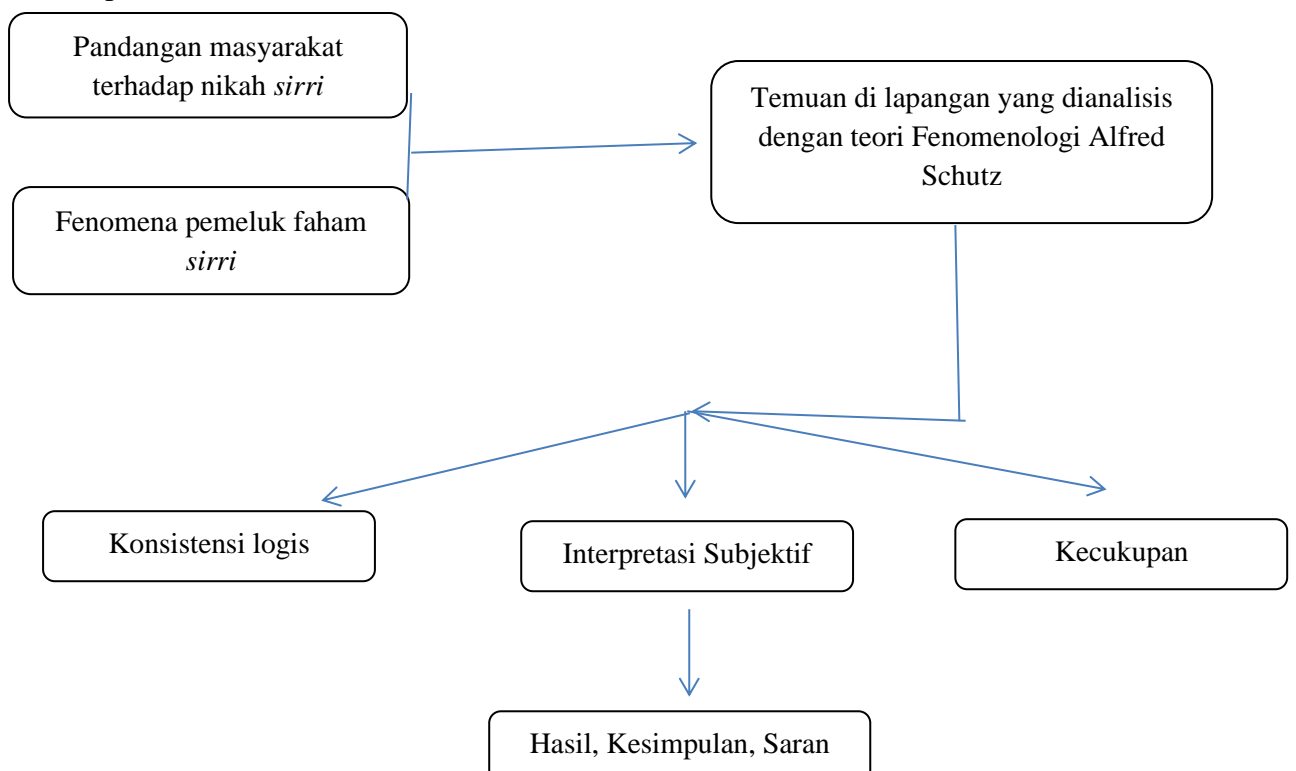 Pandangan masyarakat
terhadap nikah sirri
Temuan di lapangan yang dianalisis
dengan teori Fenomenologi Alfred
Schutz
Fenomena pemeluk faham
sirri
Konsistensi logis
Interpretasi Subjektif
Kecukupan
Hasil, Kesimpulan, Saran